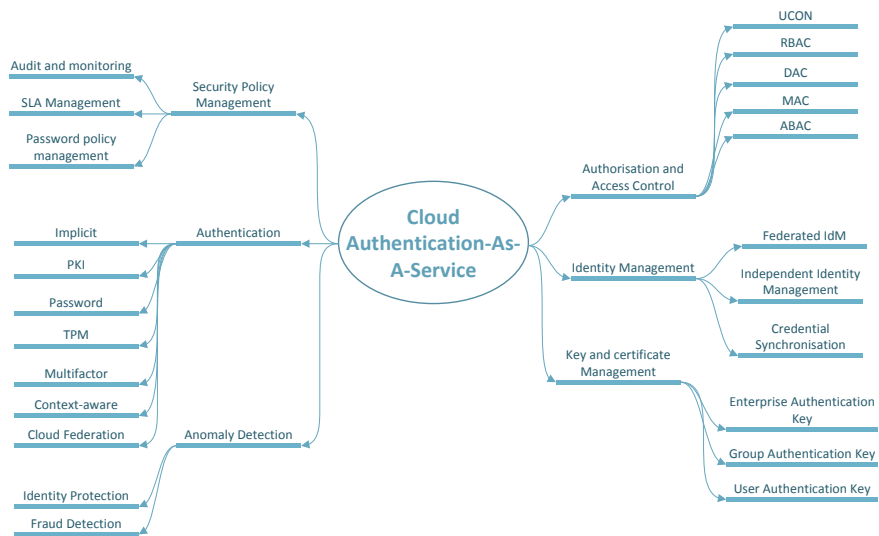 Cloud
Authentication-As-
A-Service
Security Policy
Management
Audit and monitoring
SLA Management
Password policy
management
Authentication
Implicit
PKI
Password
TPM
Multifactor
Context-aware
Cloud Federation
Anomaly Detection
Identity Protection
Fraud Detection
Authorisation and
Access Control
UCON
RBAC
DAC
MAC
ABAC
Identity Management
Federated IdM
Independent Identity
Management
Credential
Synchronisation
Key and certificate
Management
Enterprise Authentication
Key
Group Authentication Key
User Authentication Key